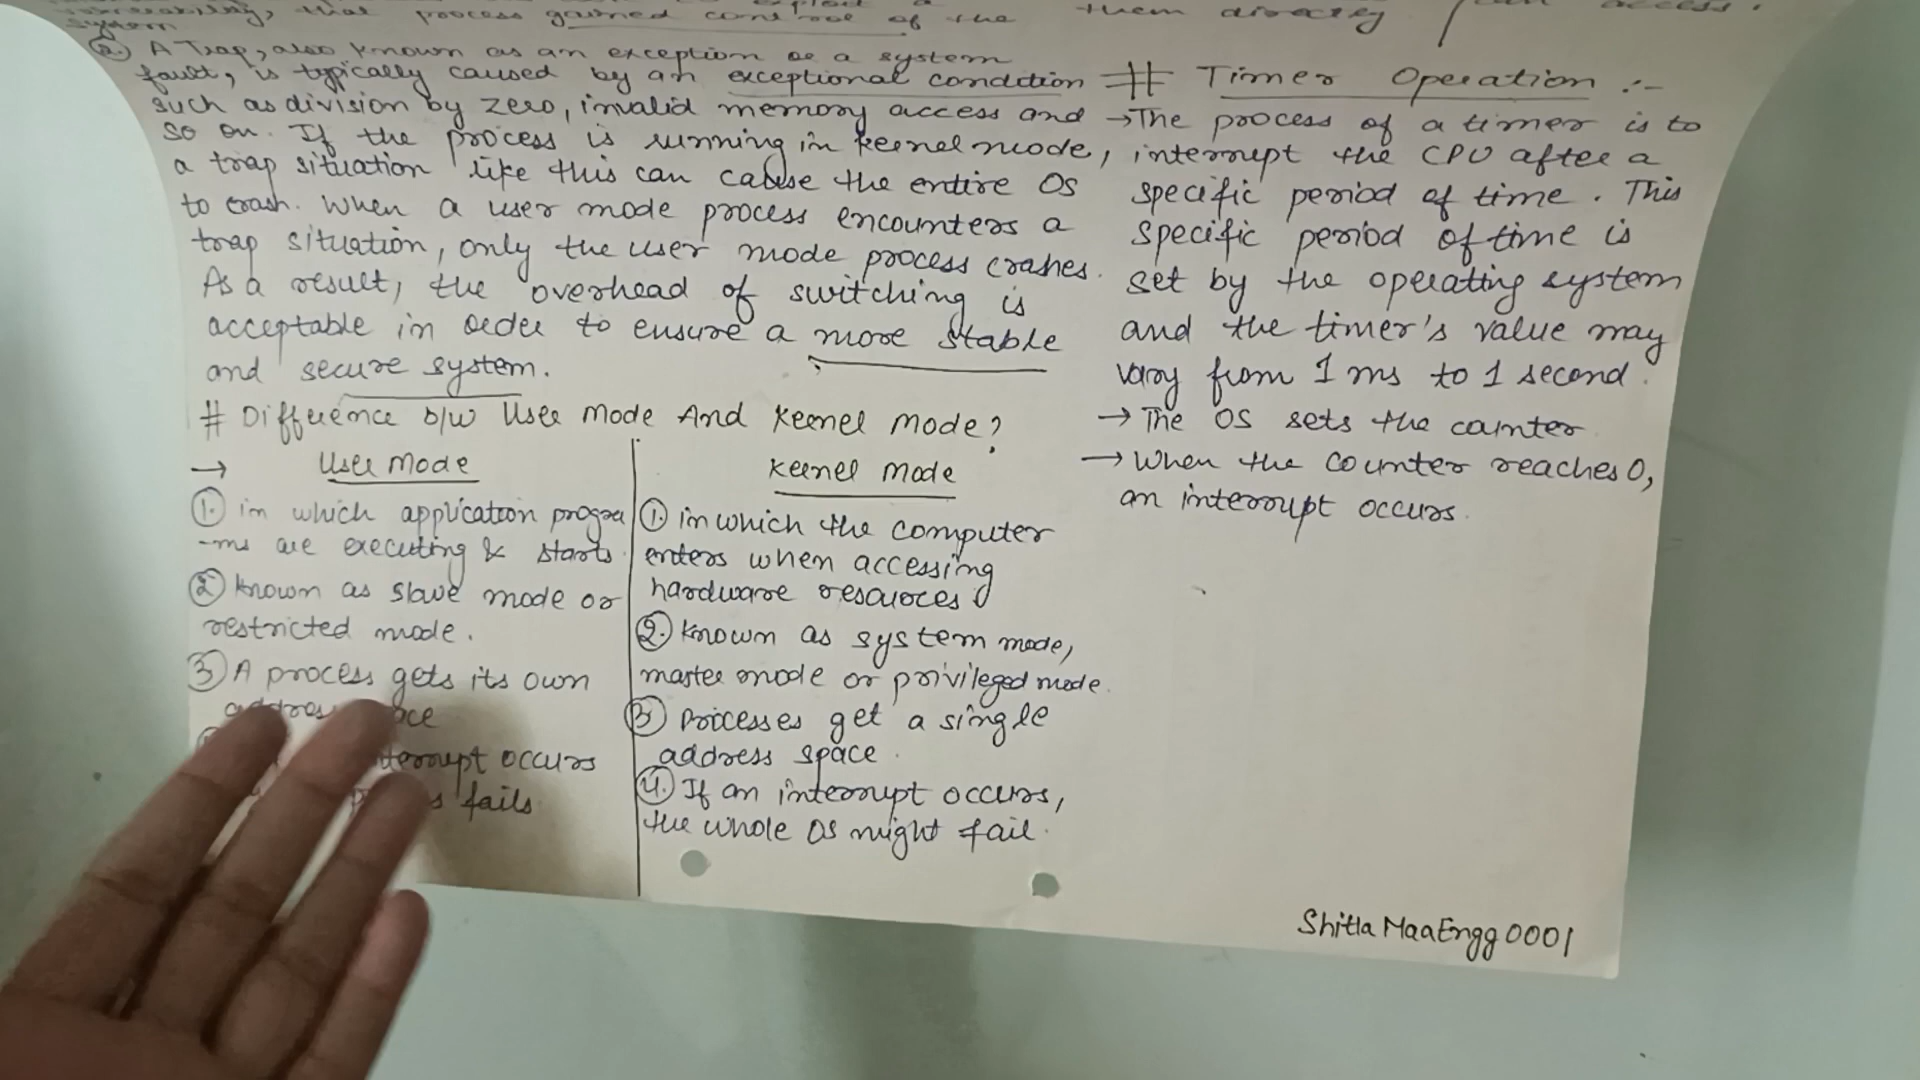 process gained control of the
system
② A Trap, also known as an exception or a system
fault, is typically caused by an exceptional condition
such as division by zero, invalid memory access and
so on. If the process is running in kernel mode,
a trap situation like this can cause the entire OS
to crash. When a user mode process encounters a
trap situation, only the user mode process crashes.
As a result, the overhead of switching is
acceptable in order to ensure a more stable
and secure system.
# Difference b/w User Mode And Kernel Mode?
→ User Mode
① in which application progra
-ms are executing & starts.
② known as slave mode or
restricted mode.
③ A process gets its own
occurs
fails
Kernel Mode
① in which the computer
enters when accessing
hardware resources
②. known as system mode,
master mode or privileged mode.
③ Processes get a single
address space.
④. If an interrupt occurs,
the whole OS might fail.
them directly
access.
# Timer Operation :-
→ The process of a timer is to
interrupt the CPU after a
specific period of time. This
specific period of time is
set by the operating system
and the timer's value may
vary from 1 ms to 1 second.
→ The OS sets the counter
→ When the counter reaches 0,
an interrupt occurs.
Shitla MaaEngg 0001